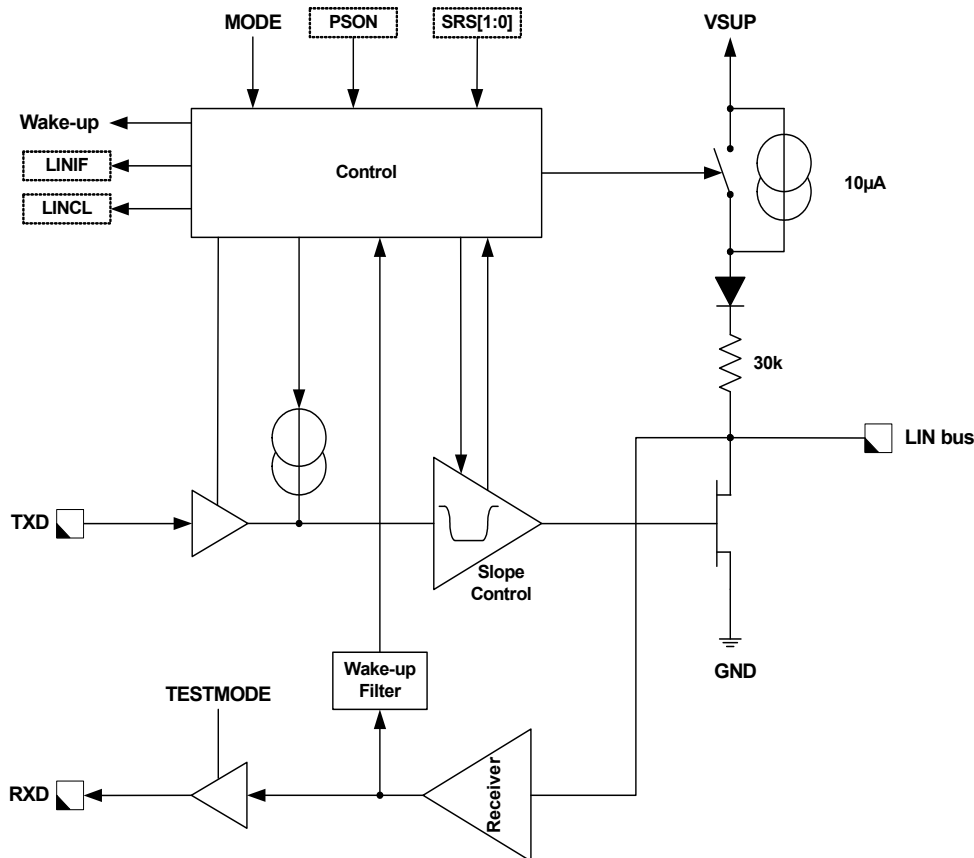 MODE
PSON
SRS[1:0]
VSUP
Wake-up
LINIF
LINCL
Control
10µA
30k
LIN bus
TXD
Slope
Control
GND
Wake-up
Filter
TESTMODE
Receiver
RXD